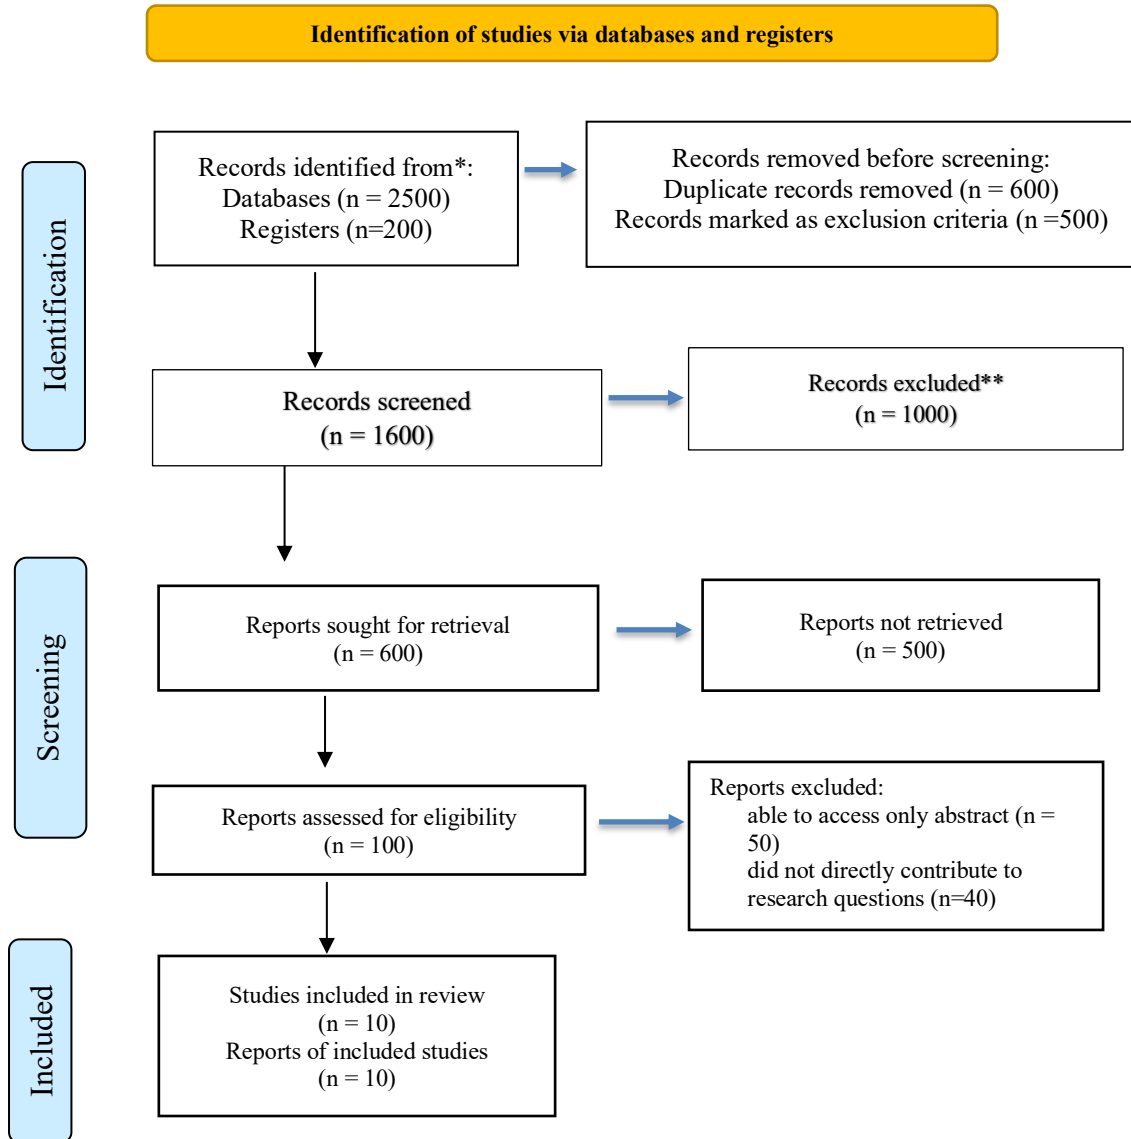 Identification of studies via databases and registers
Identification
Records identified from*:
Databases (n = 2500)
Registers (n=200)
Records removed before screening:
Duplicate records removed (n = 600)
Records marked as exclusion criteria (n =500)
Records screened
(n = 1600)
Records excluded**
(n = 1000)
Screening
Reports sought for retrieval
(n = 600)
Reports not retrieved
(n = 500)
Reports assessed for eligibility
(n = 100)
Reports excluded:
able to access only abstract (n =
50)
did not directly contribute to
research questions (n=40)
Included
Studies included in review
(n = 10)
Reports of included studies
(n = 10)